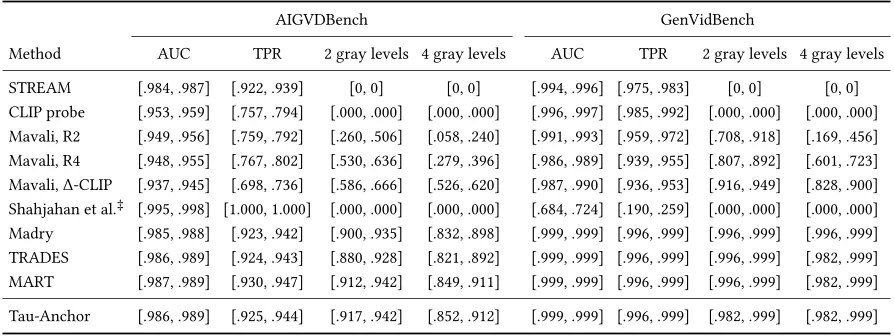 AIGVDBench GenVidBench
Method AUC TPR 2 gray levels 4 gray levels AUC TPR 2 gray levels 4 gray levels
STREAM [.984, .987] [.922, .939] [0, 0] [0, 0] [.994, .996] [.975, .983] [0, 0] [0, 0]
CLIP probe [.953, .959] [.757, .794] [.000, .000] [.000, .000] [.996, .997] [.985, .992] [.000, .000] [.000, .000]
Mavali, R2 [.949, .956] [.759, .792] [.260, .506] [.058, .240] [.991, .993] [.959, .972] [.708, .918] [.169, .456]
Mavali, R4 [.948, .955] [.767, .802] [.530, .636] [.279, .396] [.986, .989] [.939, .955] [.807, .892] [.601, .723]
Mavali, Δ-CLIP [.937, .945] [.698, .736] [.586, .666] [.526, .620] [.987, .990] [.936, .953] [.916, .949] [.828, .900]
Shahjahan et al.‡ [.995, .998] [1.000, 1.000] [.000, .000] [.000, .000] [.684, .724] [.190, .259] [.000, .000] [.000, .000]
Madry [.985, .988] [.923, .942] [.900, .935] [.832, .898] [.999, .999] [.996, .999] [.996, .999] [.996, .999]
TRADES [.986, .989] [.924, .943] [.880, .928] [.821, .892] [.999, .999] [.996, .999] [.996, .999] [.982, .999]
MART [.987, .989] [.930, .947] [.912, .942] [.849, .911] [.999, .999] [.996, .999] [.996, .999] [.982, .999]
Tau-Anchor [.986, .989] [.925, .944] [.917, .942] [.852, .912] [.999, .999] [.996, .999] [.982, .999] [.982, .999]